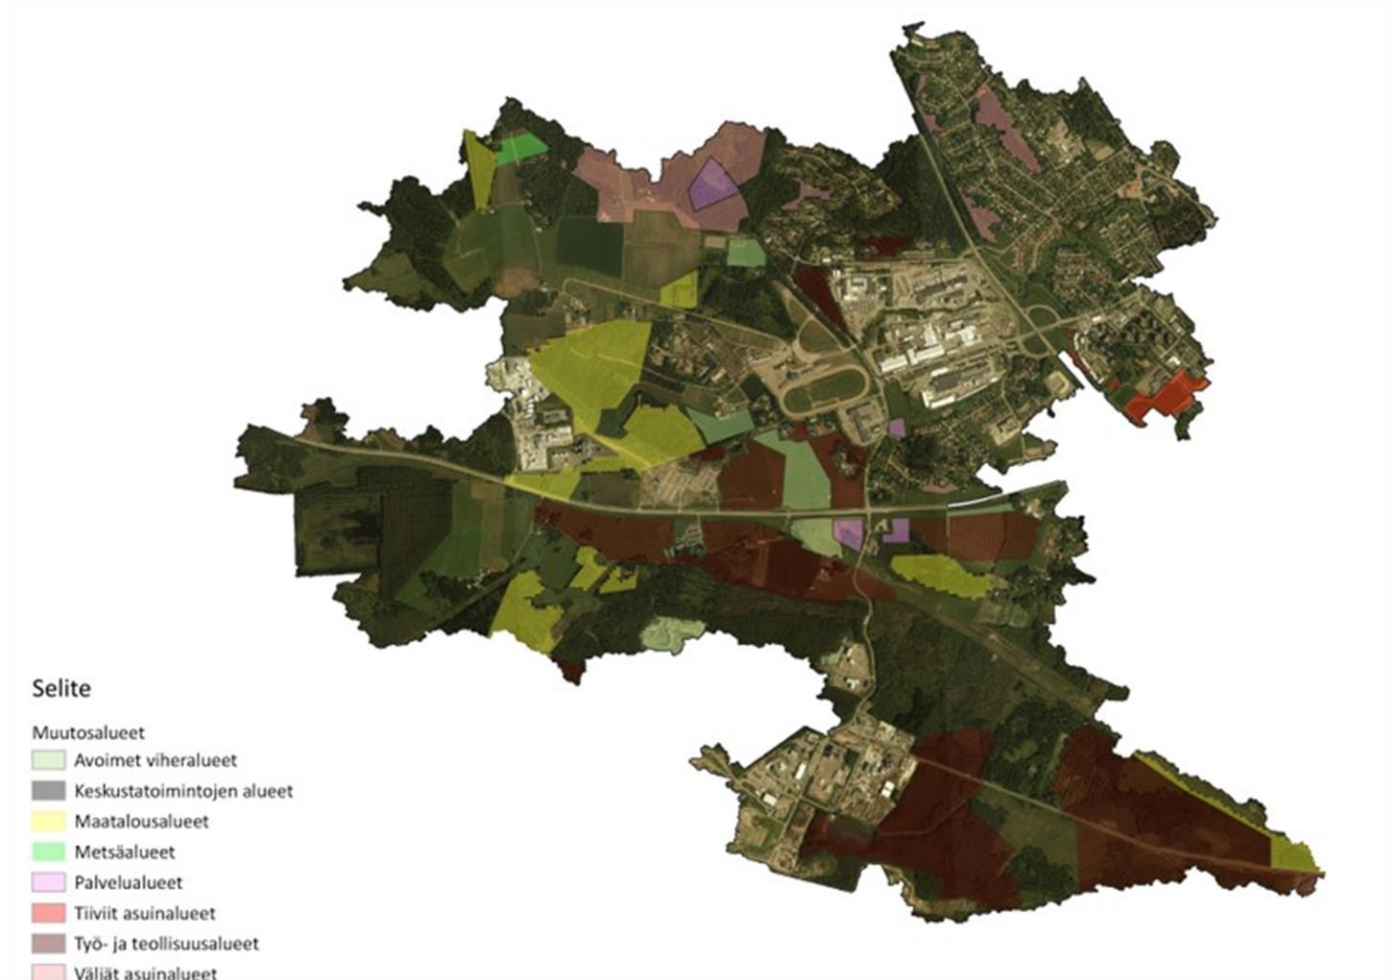 Selite
Muutosalueet
Avoimet viheralueet
Keskustatoimintojen alueet
Maatalousalueet
Metsäalueet
Palvelualueet
Tiiviit asuinalueet
Työ- ja teollisuusalueet
Väljät asuinalueet